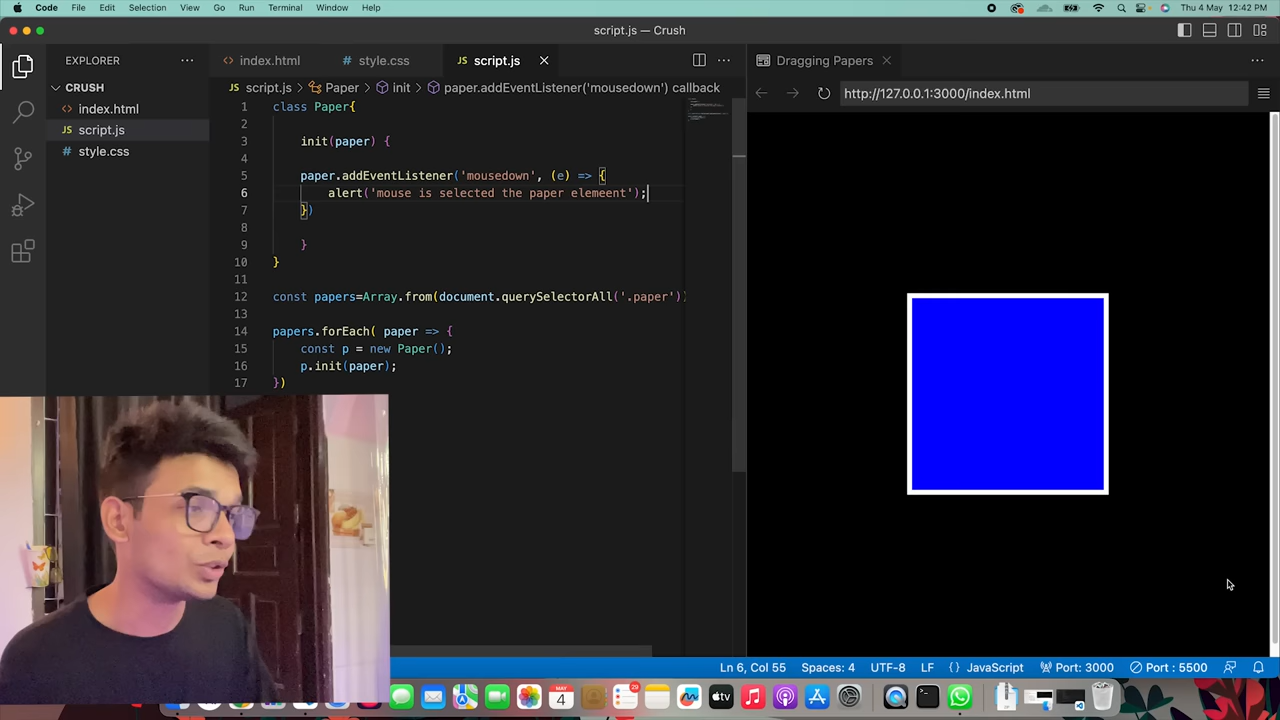 Code File Edit Selection View Go Run Terminal Window Help
Thu 4 May 12:42 PM
script.js — Crush
EXPLORER
CRUSH
index.html
script.js
style.css
index.html style.css script.js
script.js > Paper > init > paper.addEventListener('mousedown') callback
1 class Paper{
2
3 init(paper) {
4
5 paper.addEventListener('mousedown', (e) => {
6 alert('mouse is selected the paper elemeent');
7 })
8
9 }
10 }
11
12 const papers=Array.from(document.querySelectorAll('.paper'))
13
14 papers.forEach( paper => {
15 const p = new Paper();
16 p.init(paper);
17 })
Dragging Papers
http://127.0.0.1:3000/index.html
Ln 6, Col 55 Spaces: 4 UTF-8 LF {} JavaScript Port: 3000 Port : 5500
MAY
4
29
tv